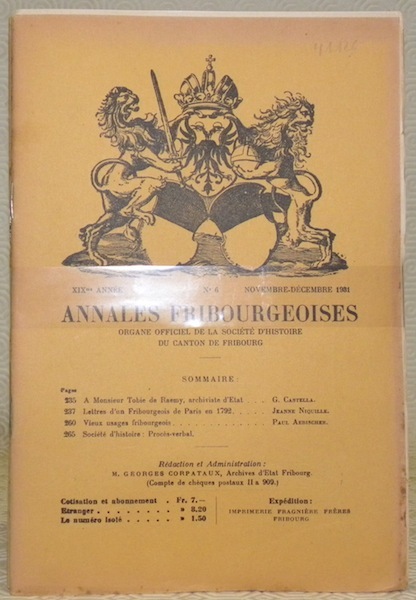 XIXme ANNÉE No 6 NOVEMBRE-DÉCEMBRE 1931
ANNALES FRIBOURGEOISES
ORGANE OFFICIEL DE LA SOCIÉTÉ D'HISTOIRE
DU CANTON DE FRIBOURG
SOMMAIRE:
Pages
235 A Monsieur Tobie de Raemy, archiviste d'Etat . . . G. Castella.
237 Lettres d'un Fribourgeois de Paris en 1792. . . . . Jeanne Niquille.
260 Vieux usages fribourgeois . . . . . . . . . . Paul Aebischer.
265 Société d'histoire: Procès-verbal.
Rédaction et Administration:
M. GEORGES CORPATAUX, Archives d'Etat Fribourg.
(Compte de chèques postaux II a 909.)
Cotisation et abonnement . Fr. 7.—
Etranger . . . . . . . . » 8.20
Le numéro isolé . . . . . » 1.50
Expédition:
IMPRIMERIE FRAGNIÈRE FRÈRES
FRIBOURG